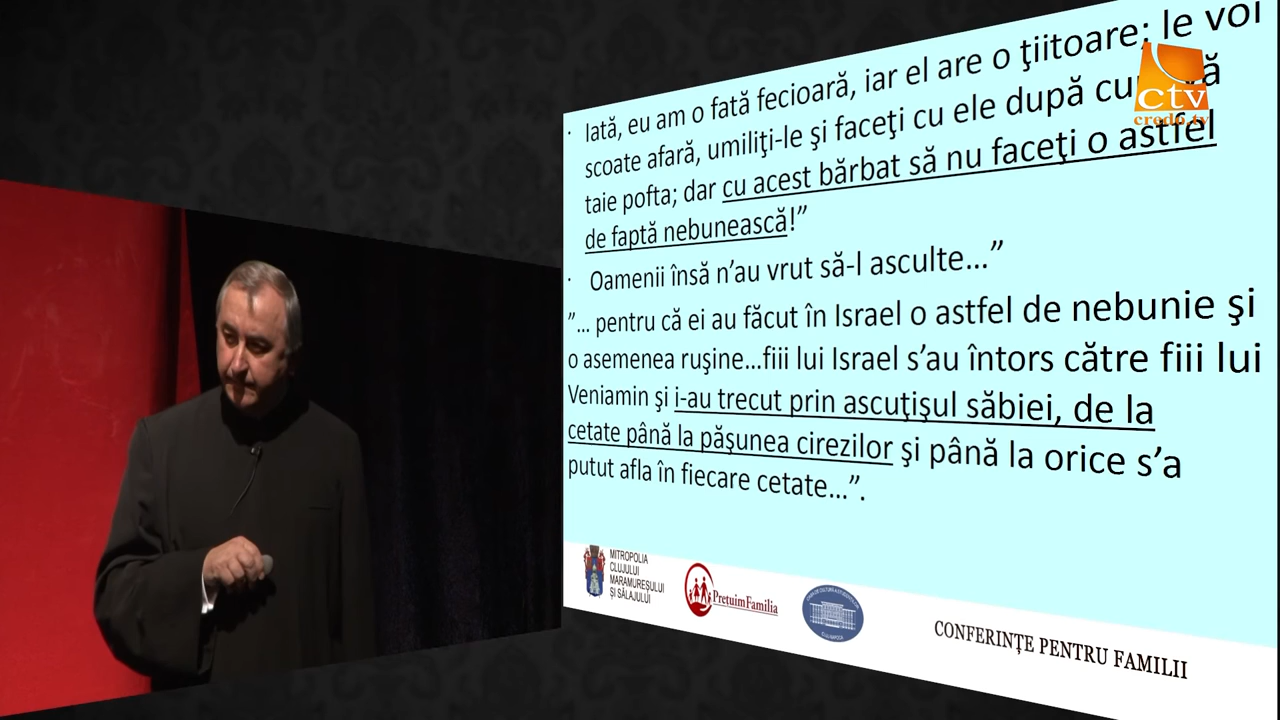 Iată, eu am o fată fecioară, iar el are o ţiitoare; le voi
scoate afară, umiliţi-le şi faceţi cu ele după
taie pofta; dar cu acest bărbat să nu faceţi o astfel
de faptă nebunească!”
Oamenii însă n’au vrut să-l asculte...”
”... pentru că ei au făcut în Israel o astfel de nebunie şi
o asemenea ruşine...fiii lui Israel s’au întors către fiii lui
Veniamin şi i-au trecut prin ascuţişul săbiei, de la
cetate până la păşunea cirezilor şi până la orice s’a
putut afla în fiecare cetate...”.
ctv
credo.tv
MITROPOLIA
CLUJULUI
MARAMUREŞULUI
ŞI SĂLAJULUI
PretuimFamilia
CONFERINŢE PENTRU FAMILII